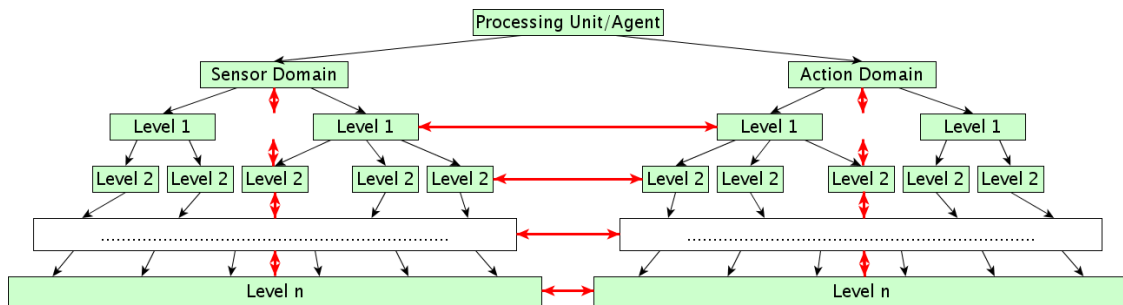 Processing Unit/Agent
Sensor Domain
Action Domain
Level 1
Level 1
Level 1
Level 1
Level 2
Level 2
Level 2
Level 2
Level 2
Level 2
Level 2
Level 2
Level 2
Level 2
................................................................................
................................................................................
Level n
Level n